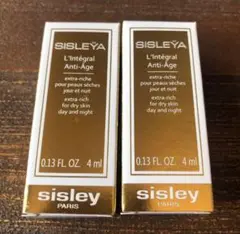 SISLEŸA
L'Intégral
Anti-Âge
extra-riche
pour peaux sèches
jour et nuit
extra-rich
for dry skin
day and night
0.13 FL. OZ. 4 ml
sisley
PARIS
SISLEŸA
L'Intégral
Anti-Âge
extra-riche
pour peaux sèches
jour et nuit
extra-rich
for dry skin
day and night
0.13 FL. OZ. 4 ml
sisley
PARIS